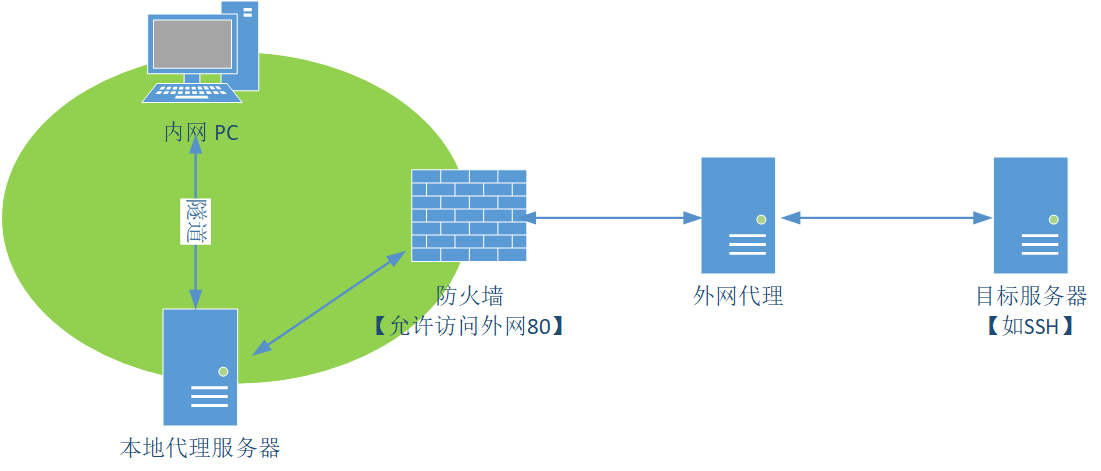 内网 PC
隧道
防火墙
【允许访问外网80】
外网代理
目标服务器
【如SSH】
本地代理服务器